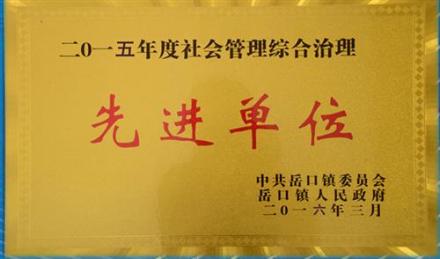 二0一五年度社会管理综合治理
先进单位
中共岳口镇委员会
岳口镇人民政府
二0一六年三月